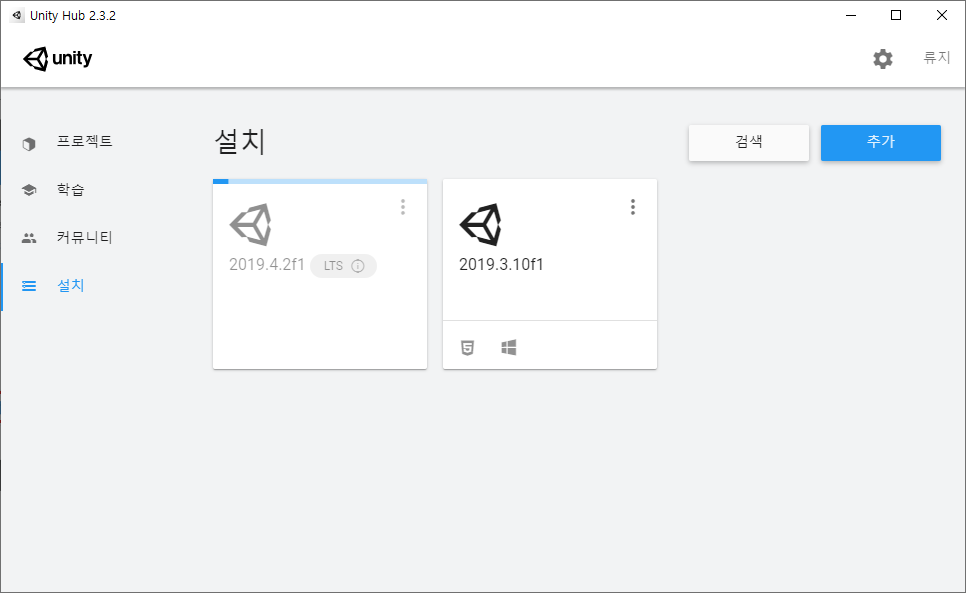 Unity Hub 2.3.2
unity
류지
프로젝트
학습
커뮤니티
설치
설치
검색
추가
2019.4.2f1 LTS
2019.3.10f1